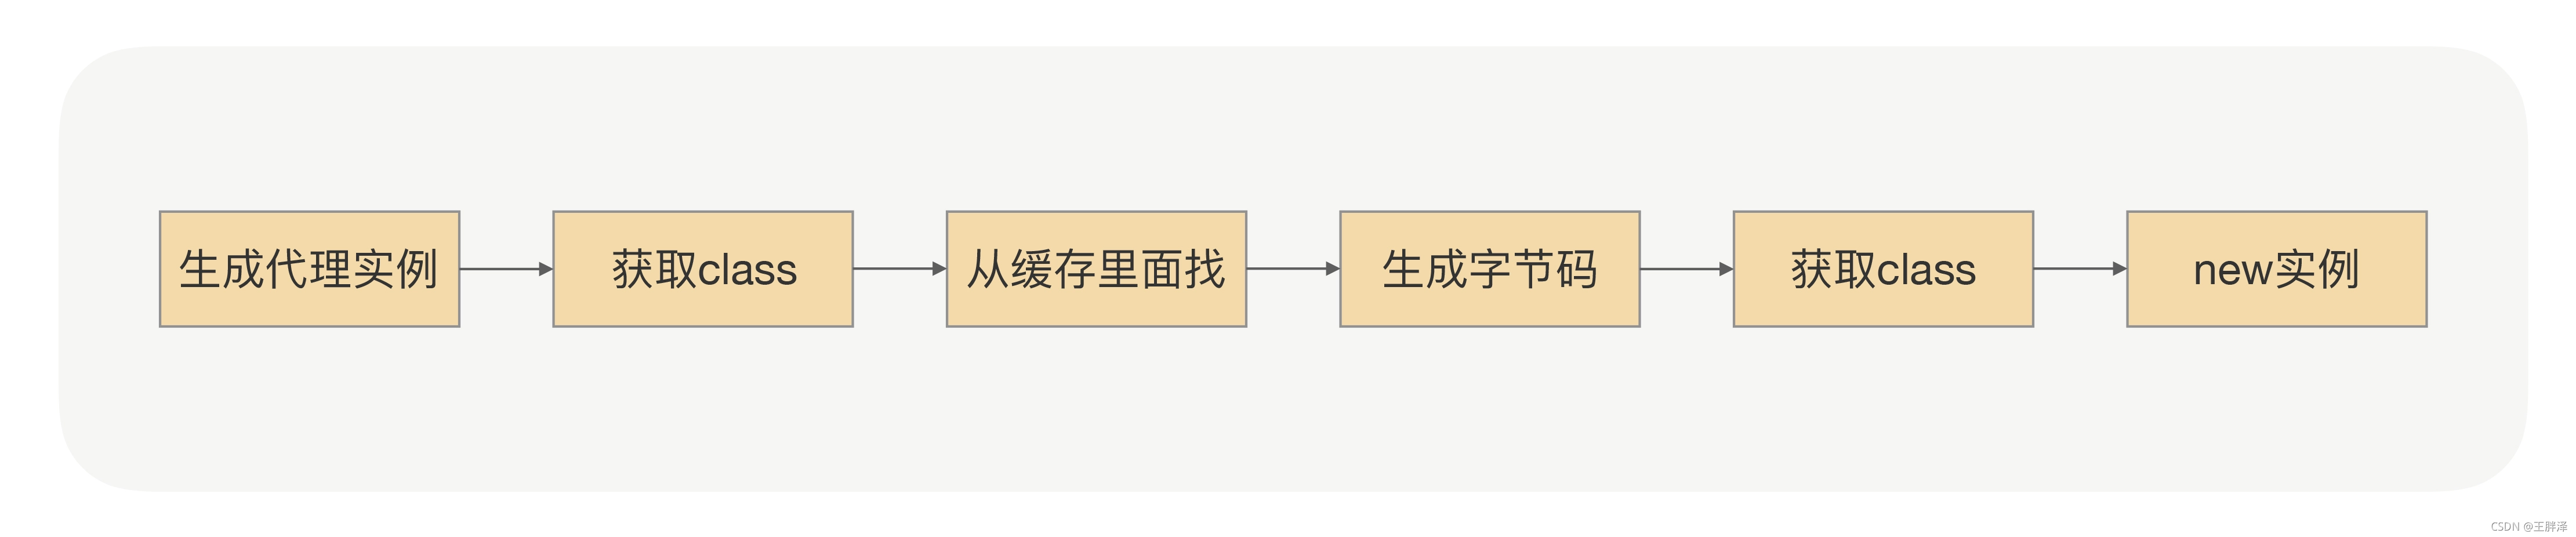 生成代理实例
获取class
从缓存里面找
生成字节码
获取class
new实例
CSDN @王胖泽